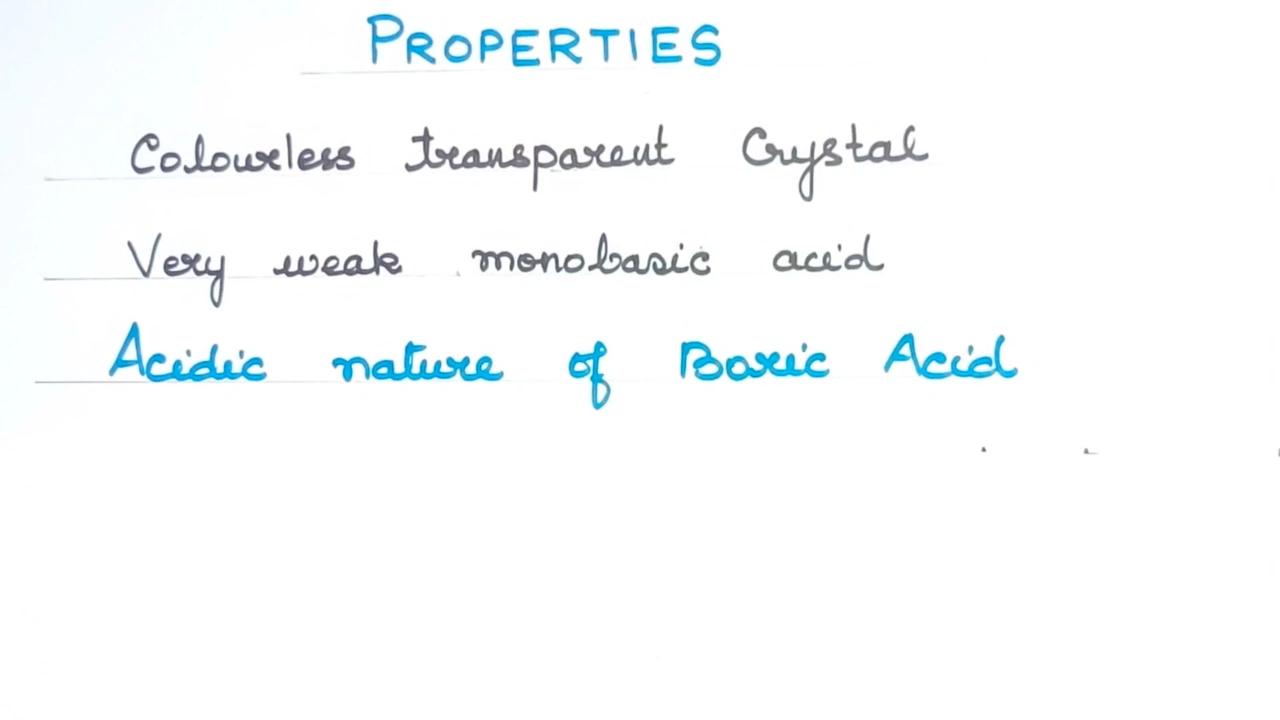 PROPERTIES
Colourless transparent Crystal
Very weak monobasic acid
Acidic nature of Boric Acid